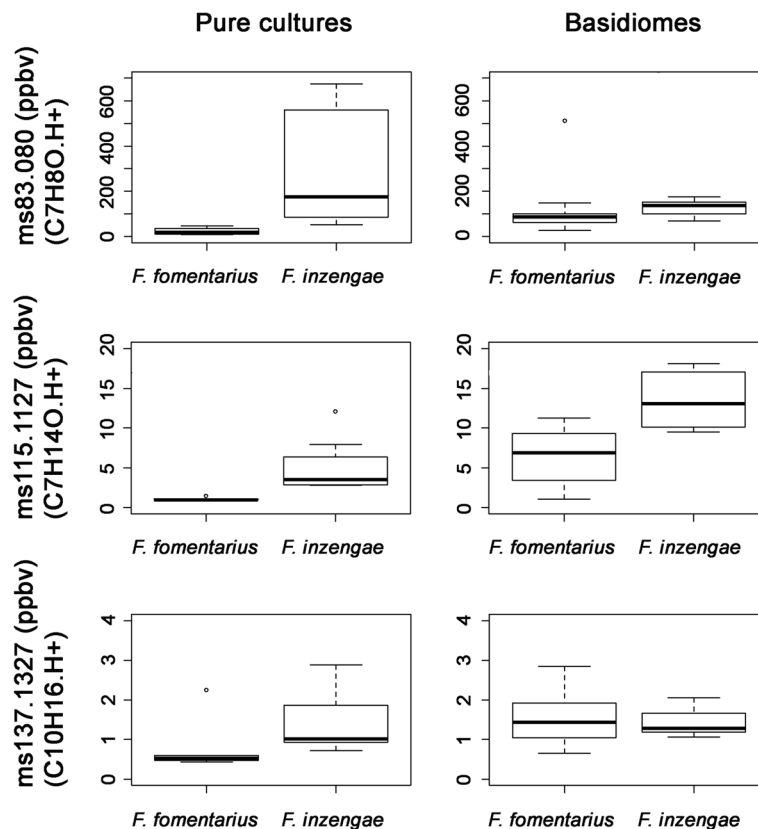 Pure cultures
Basidiomes
ms83.080 (ppbv)
(C7H8O.H+)
0 200 400 600
F. fomentarius F. inzengae
0 200 400 600
F. fomentarius F. inzengae
ms115.1127 (ppbv)
(C7H14O.H+)
0 5 10 15 20
F. fomentarius F. inzengae
0 5 10 15 20
F. fomentarius F. inzengae
ms137.1327 (ppbv)
(C10H16.H+)
0 1 2 3 4
F. fomentarius F. inzengae
0 1 2 3 4
F. fomentarius F. inzengae